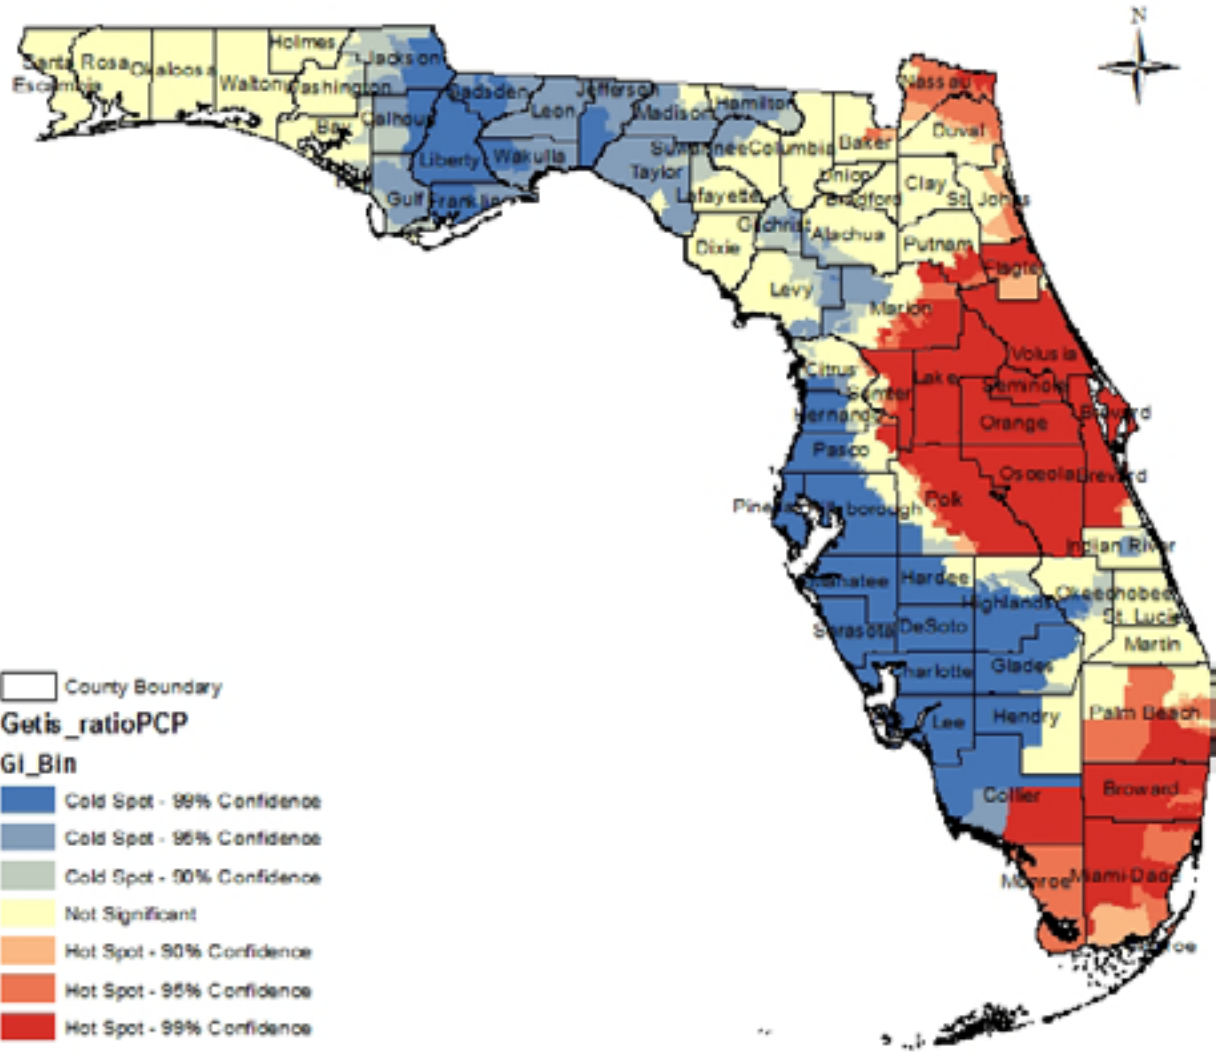 N
Holmes
Jackson
Nassau
Santa Rosa
Okaloosa
Escambia
Walton
Washington
Gadsden
Jefferson
Leon
Madison
Hamilton
Calhoun
Bay
Duval
Baker
Suwannee
Columbia
Liberty
Wakulla
Taylor
Union
Clay
Lafayette
Bradford
St. Johns
Gulf
Franklin
Gilchrist
Alachua
Dixie
Putnam
Flagler
Levy
Marion
Volusia
Citrus
Lake
Seminole
Sumter
Hernando
Brevard
Orange
Pasco
Osceola
Brevard
Polk
Pinellas
borough
Indian River
Manatee
Hardee
Okeechobee
Highlands
St. Lucie
Sarasota
DeSoto
Martin
Charlotte
Glades
County Boundary
Palm Beach
Getis_ratioPCP
Lee
Hendry
Gi_Bin
Cold Spot - 99% Confidence
Collier
Broward
Cold Spot - 95% Confidence
Cold Spot - 90% Confidence
Monroe
Miami-Dade
Not Significant
Hot Spot - 90% Confidence
roe
Hot Spot - 95% Confidence
Hot Spot - 99% Confidence